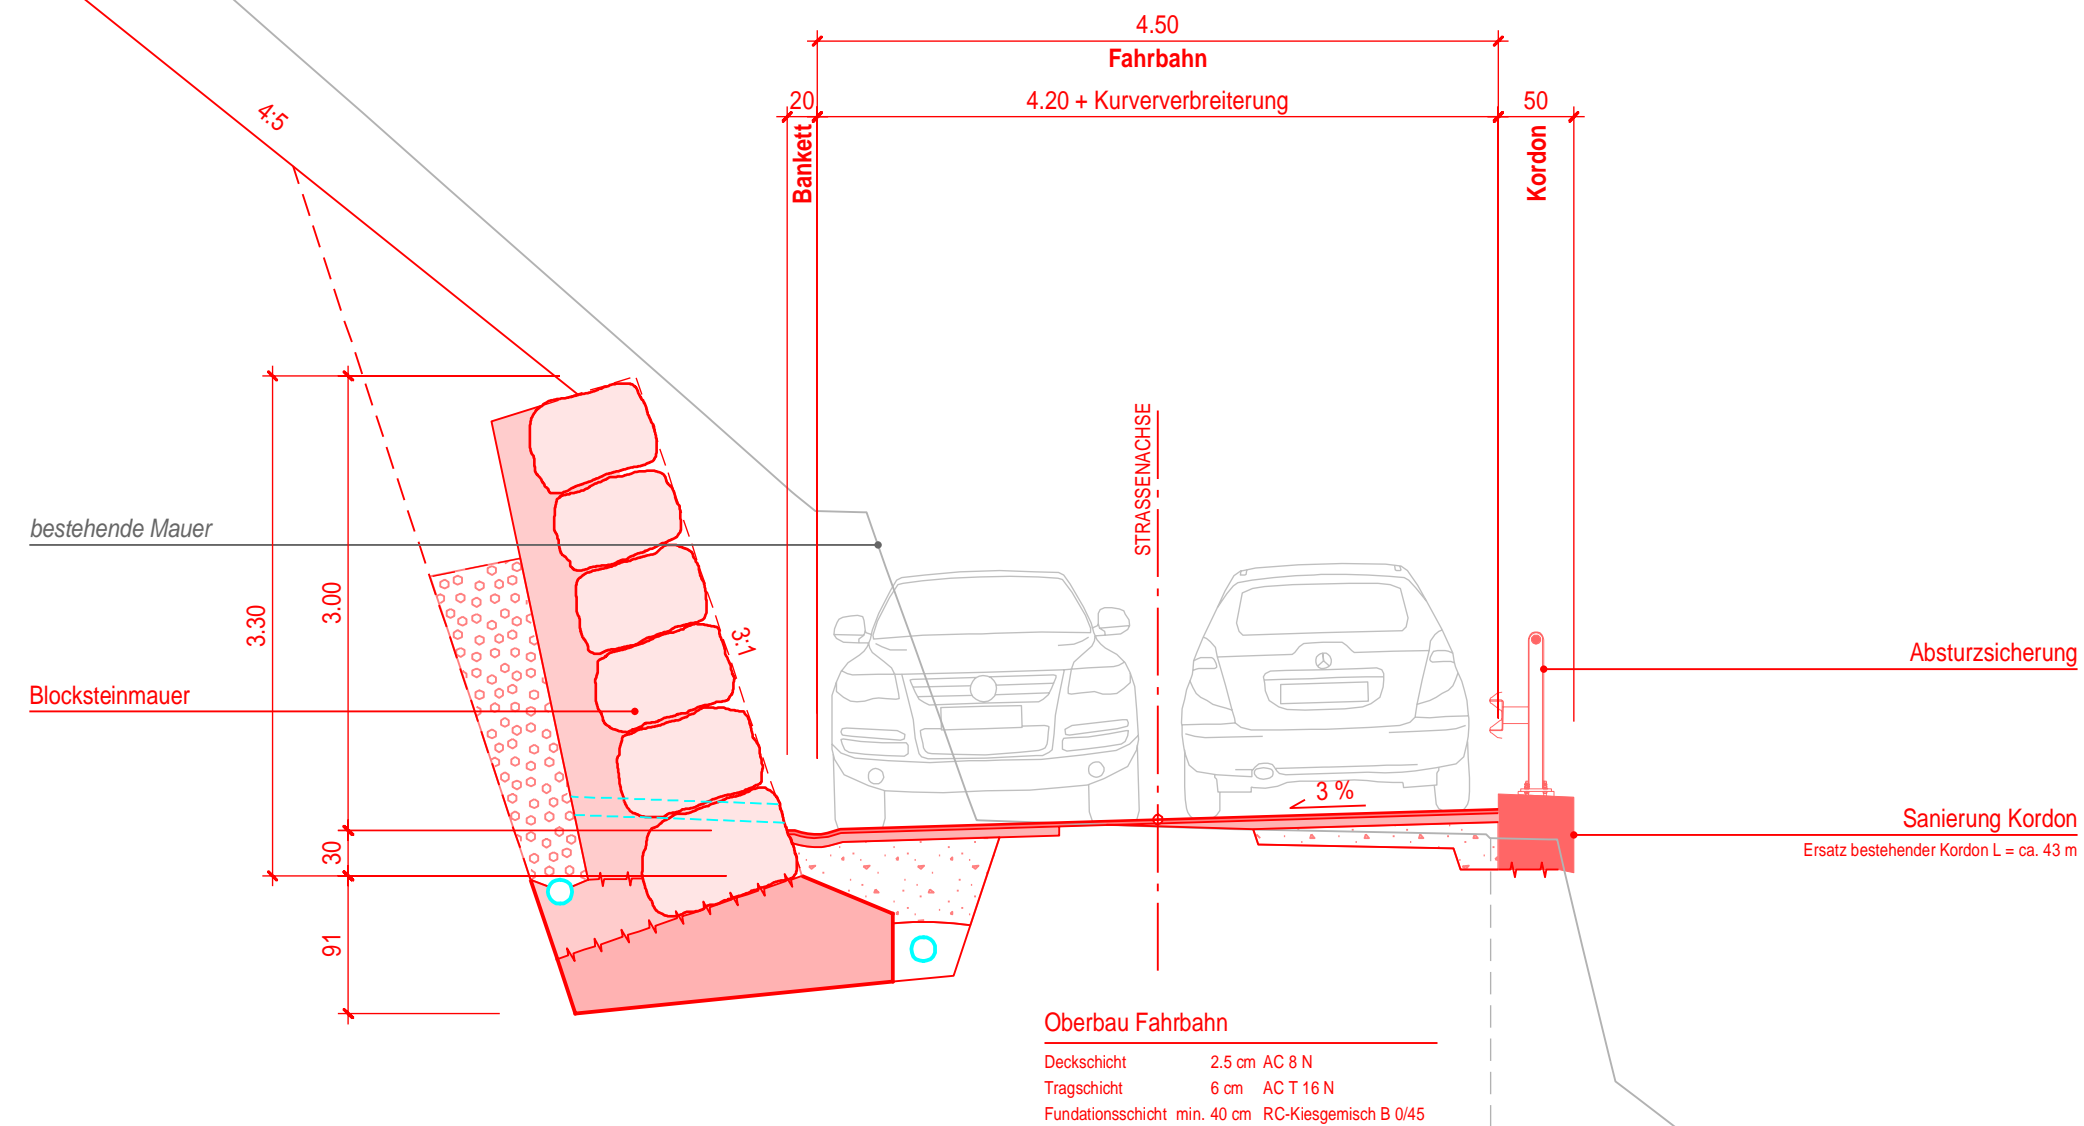 4.50
Fahrbahn
20
4.20 + Kurververbreiterung
50
Bankett
Kordon
4:5
STRASSENACHSE
bestehende Mauer
3.30
3.00
3:1
Absturzsicherung
Blocksteinmauer
3 %
Sanierung Kordon
Ersatz bestehender Kordon L = ca. 43 m
30
91
Oberbau Fahrbahn
Deckschicht 2.5 cm AC 8 N
Tragschicht 6 cm AC T 16 N
Fundationsschicht min. 40 cm RC-Kiesgemisch B 0/45